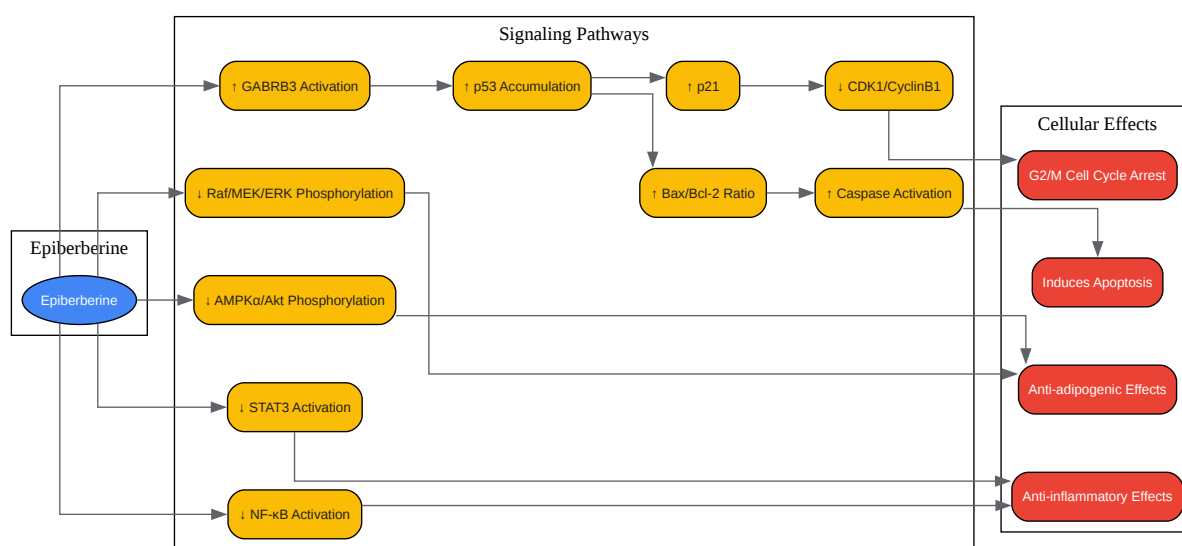 Signaling Pathways
↑ GABRB3 Activation
↑ p53 Accumulation
↑ p21
↓ CDK1/CyclinB1
Cellular Effects
G2/M Cell Cycle Arrest
↓ Raf/MEK/ERK Phosphorylation
↑ Bax/Bcl-2 Ratio
↑ Caspase Activation
Epiberberine
Epiberberine
↓ AMPKα/Akt Phosphorylation
Induces Apoptosis
Anti-adipogenic Effects
↓ STAT3 Activation
Anti-inflammatory Effects
↓ NF-κB Activation